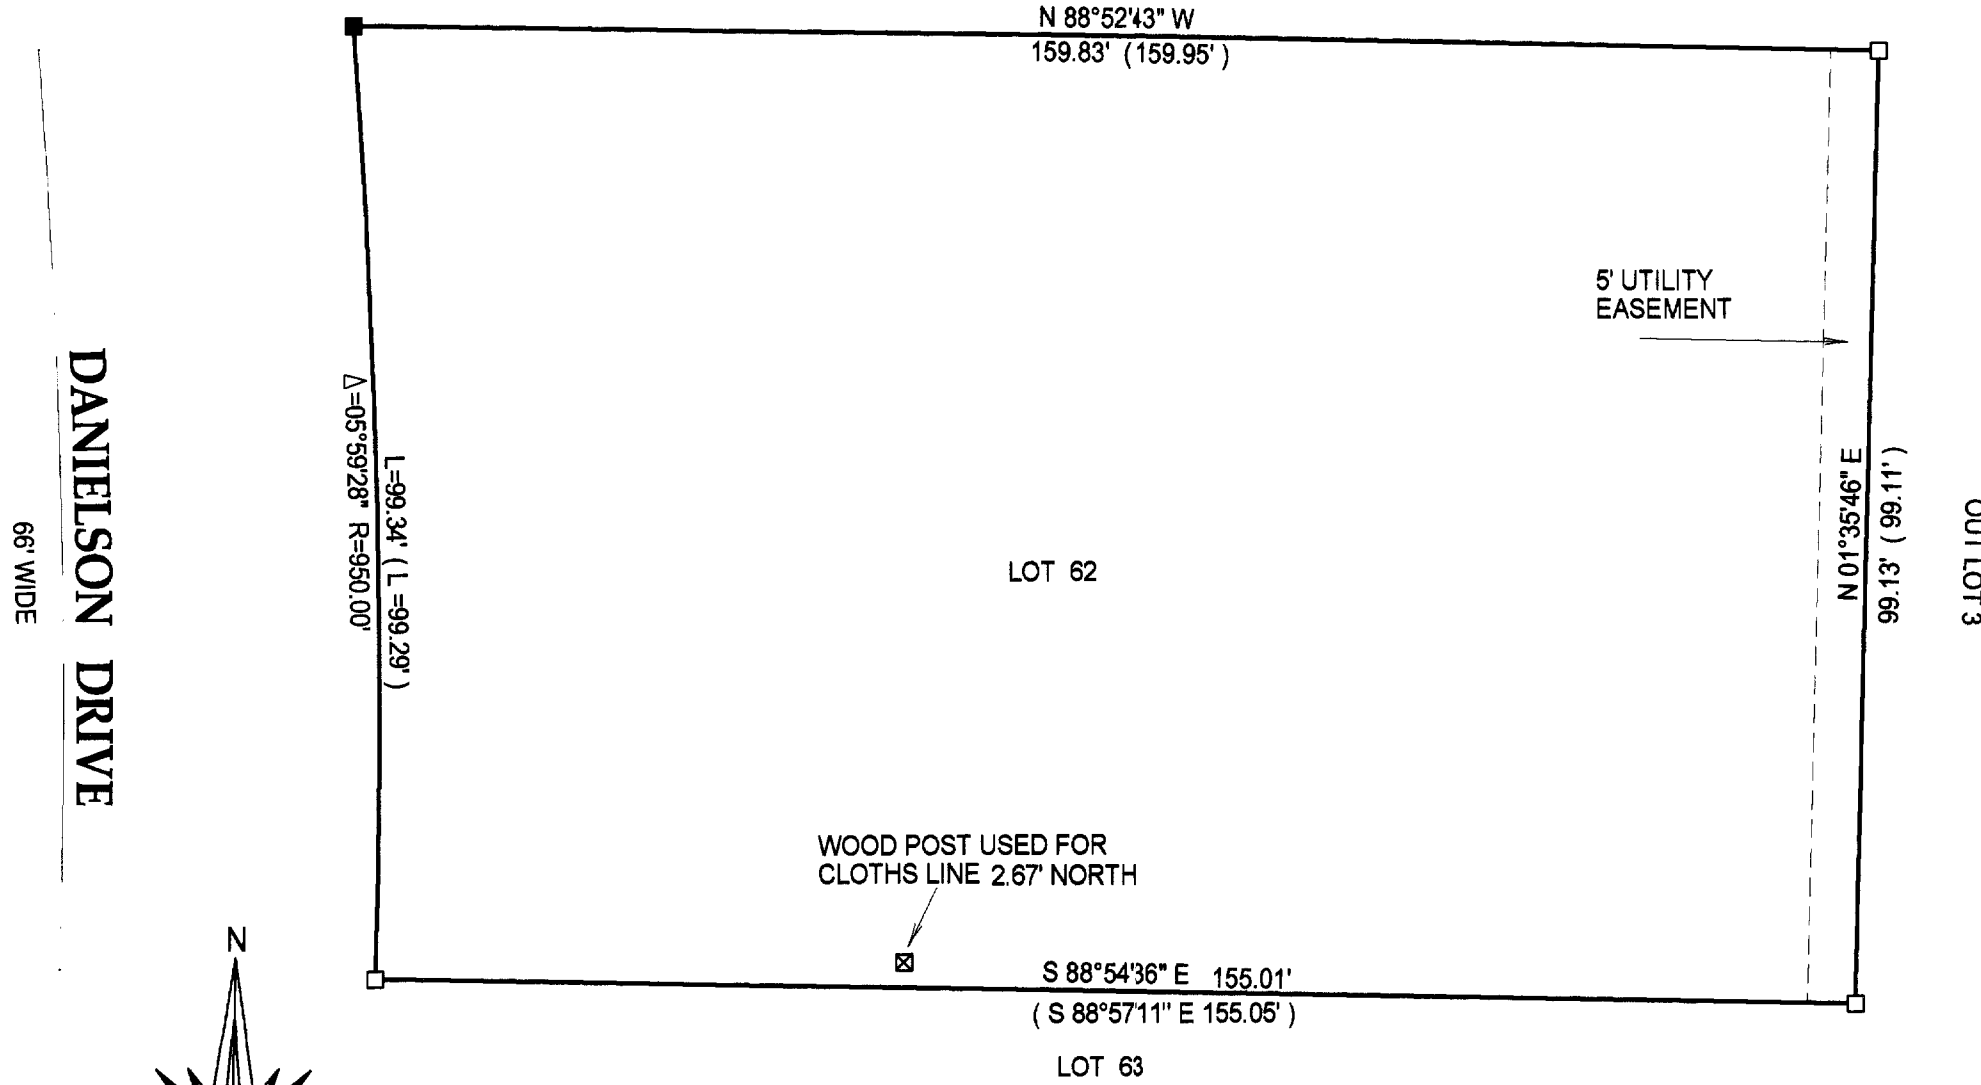 N 88°52'43" W
159.83' (159.95' )
5' UTILITY
EASEMENT
DANIELSON DRIVE
66' WIDE
Δ=05°59'28" R=950.00'
L=99.34' ( L =99.29' )
LOT 62
N 01°35'46" E
99.13' ( 99.11' )
OUT LOT 3
WOOD POST USED FOR
CLOTHS LINE 2.67' NORTH
N
S 88°54'36" E 155.01'
( S 88°57'11" E 155.05' )
LOT 63